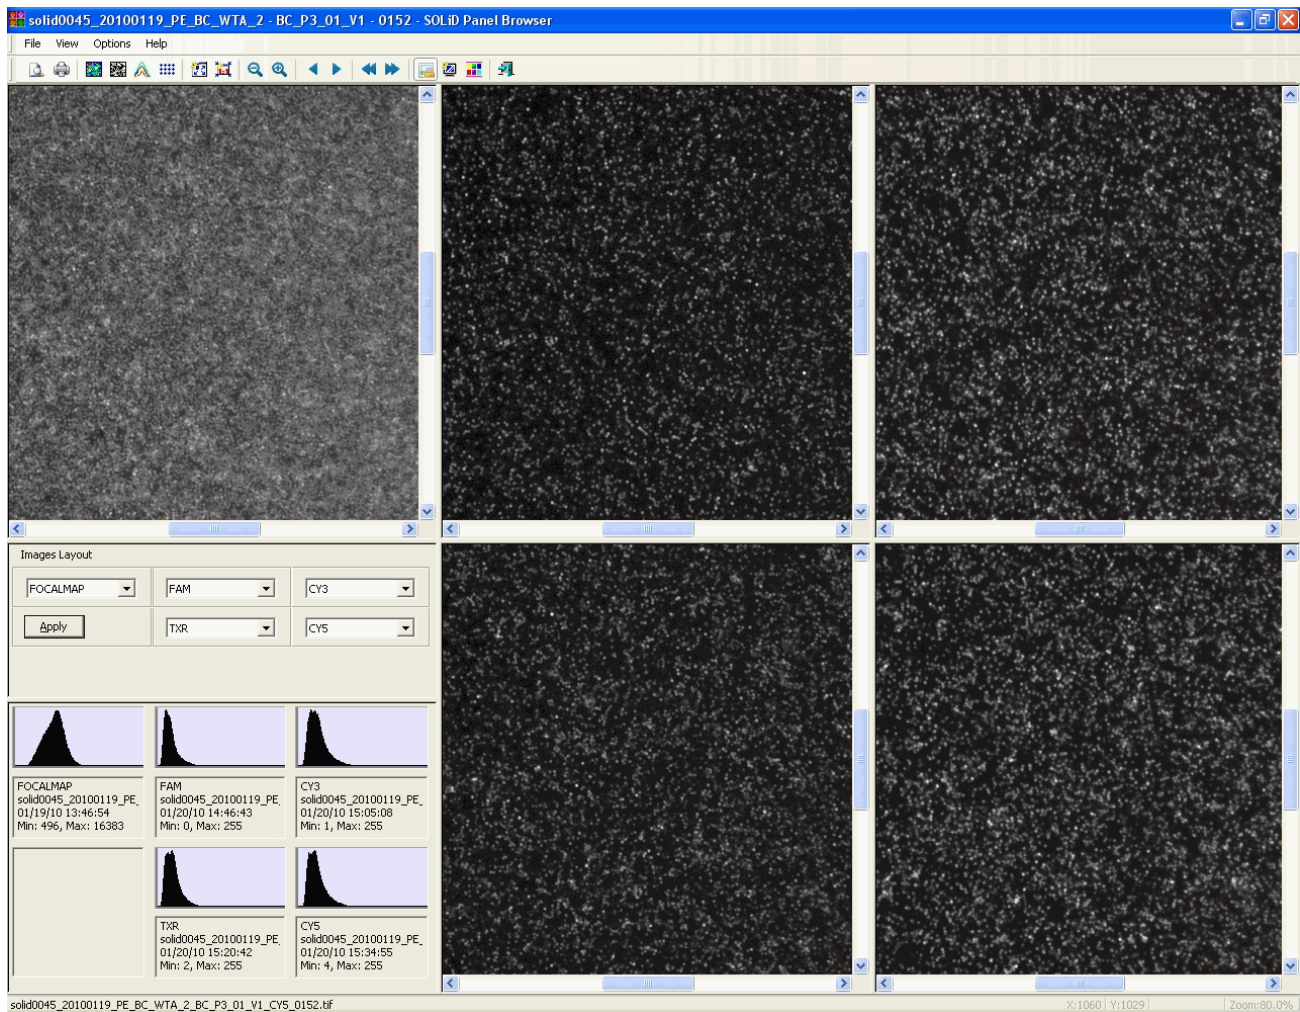 solid0045_20100119_PE_BC_WTA_2 - BC_P3_01_V1 - 0152 - SOLiD Panel Browser
File View Options Help
Images Layout
FOCALMAP FAM CY3
Apply TXR CY5
FOCALMAP
solid0045_20100119_PE_
01/19/10 13:46:54
Min: 496, Max: 16383
FAM
solid0045_20100119_PE_
01/20/10 14:46:43
Min: 0, Max: 255
CY3
solid0045_20100119_PE_
01/20/10 15:05:08
Min: 1, Max: 255
TXR
solid0045_20100119_PE_
01/20/10 15:20:42
Min: 2, Max: 255
CY5
solid0045_20100119_PE_
01/20/10 15:34:55
Min: 4, Max: 255
solid0045_20100119_PE_BC_WTA_2_BC_P3_01_V1_CY5_0152.tif X:1060 Y:1029 Zoom:80.0%